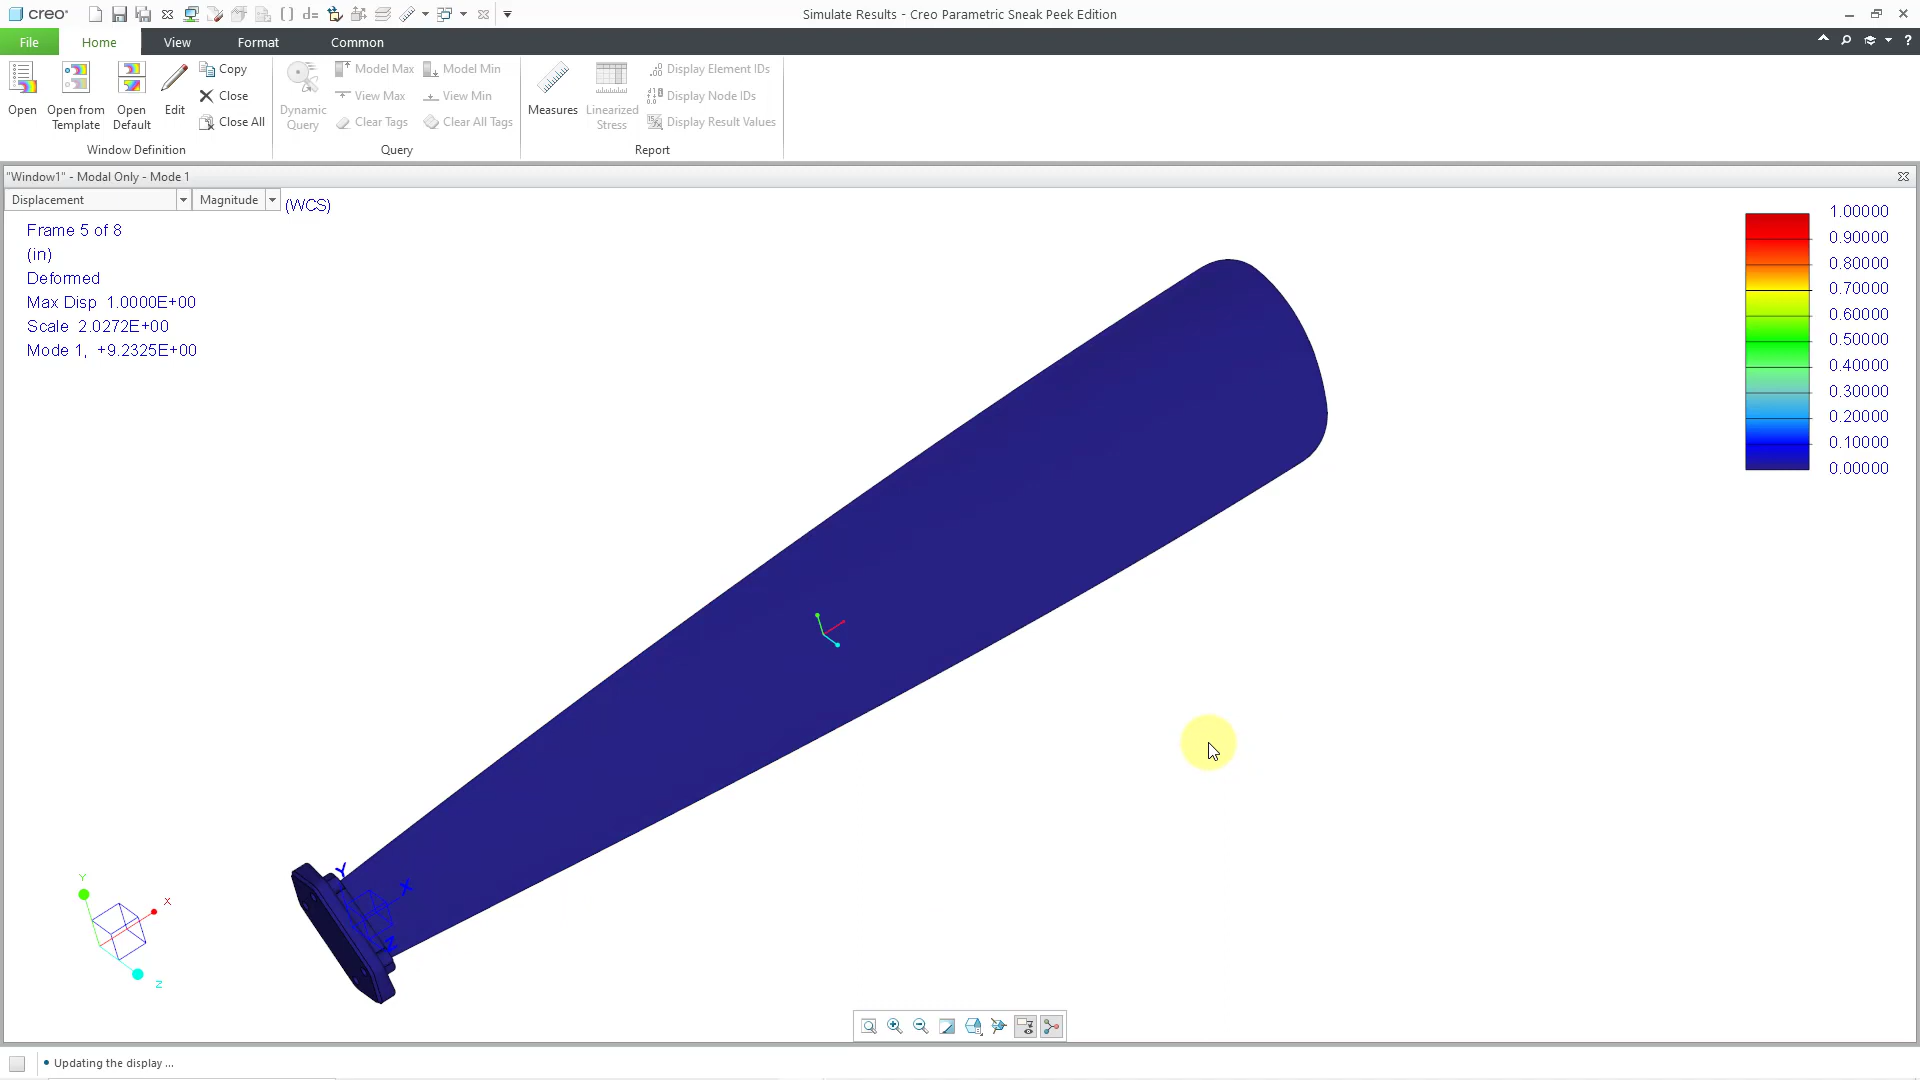 creo
Simulate Results - Creo Parametric Sneak Peek Edition
File Home View Format Common
Open
Open from Template
Open Default
Edit
Copy
Close
Close All
Window Definition
Dynamic Query
Model Max
View Max
Clear Tags
Model Min
View Min
Clear All Tags
Query
Measures
Linearized Stress
Display Element IDs
Display Node IDs
Display Result Values
Report
"Window1" - Modal Only - Mode 1
Displacement Magnitude (WCS)
Frame 5 of 8
(in)
Deformed
Max Disp 1.0000E+00
Scale 2.0272E+00
Mode 1, +9.2325E+00
1.00000
0.90000
0.80000
0.70000
0.60000
0.50000
0.40000
0.30000
0.20000
0.10000
0.00000
Y
X
Z
Y
X
Z
Updating the display ...